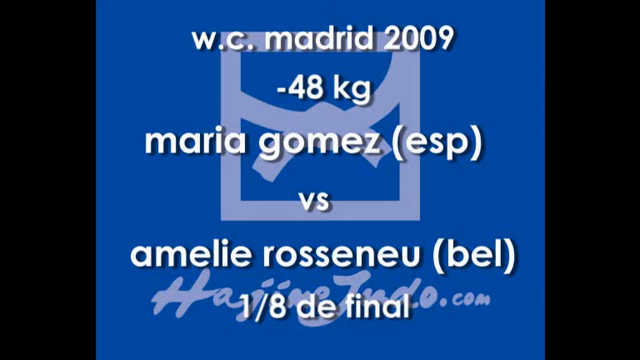 w.c. madrid 2009
-48 kg
maria gomez (esp)
vs
amelie rosseneu (bel)
HajimeJudo.com
1/8 de final